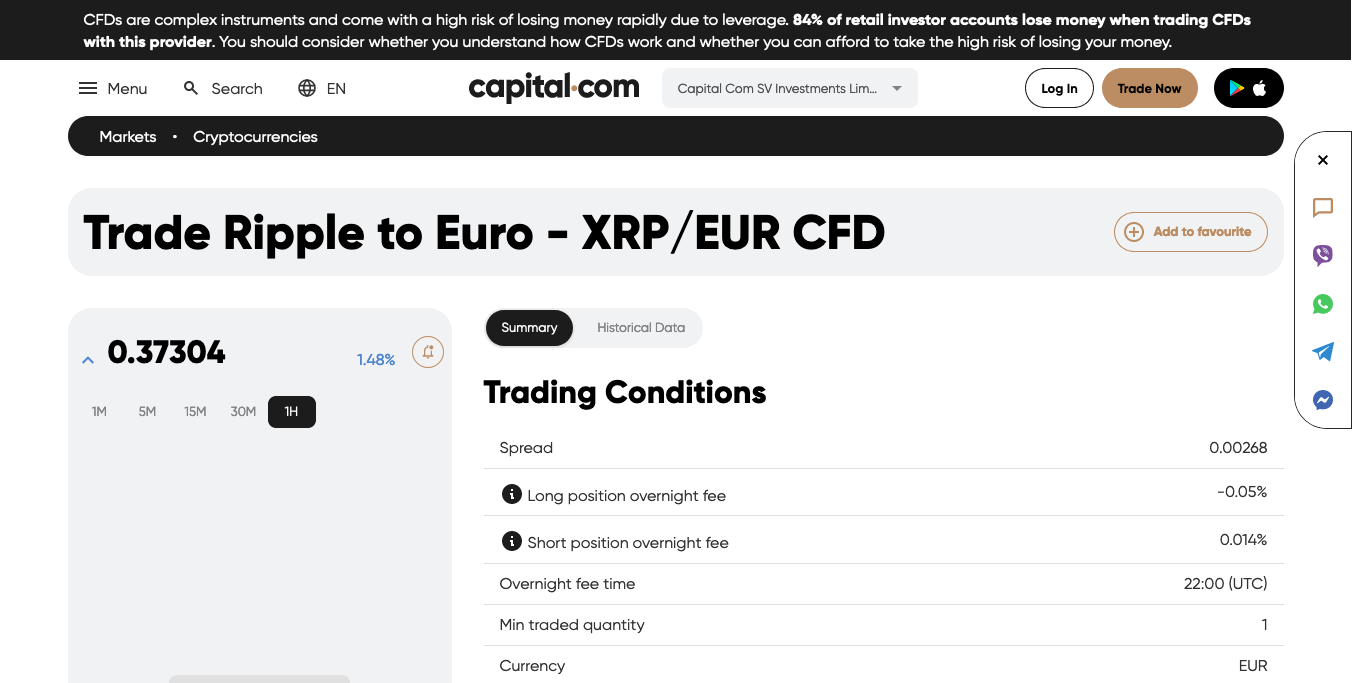 CFDs are complex instruments and come with a high risk of losing money rapidly due to leverage. 84% of retail investor accounts lose money when trading CFDs
with this provider. You should consider whether you understand how CFDs work and whether you can afford to take the high risk of losing your money.
Menu Search EN capital.com Capital Com SV Investments Lim... Log In Trade Now
Markets • Cryptocurrencies
Trade Ripple to Euro - XRP/EUR CFD
Add to favourite
0.37304 1.48%
1M 5M 15M 30M 1H
Summary Historical Data
Trading Conditions
Spread 0.00268
Long position overnight fee -0.05%
Short position overnight fee 0.014%
Overnight fee time 22:00 (UTC)
Min traded quantity 1
Currency EUR